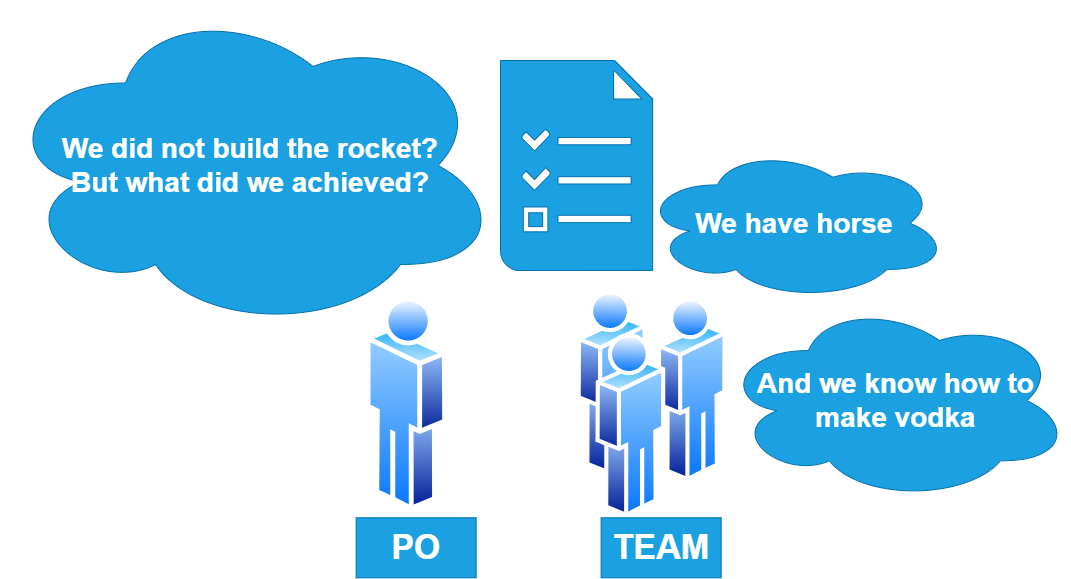 We did not build the rocket?
But what did we achieved?
We have horse
And we know how to
make vodka
PO
TEAM